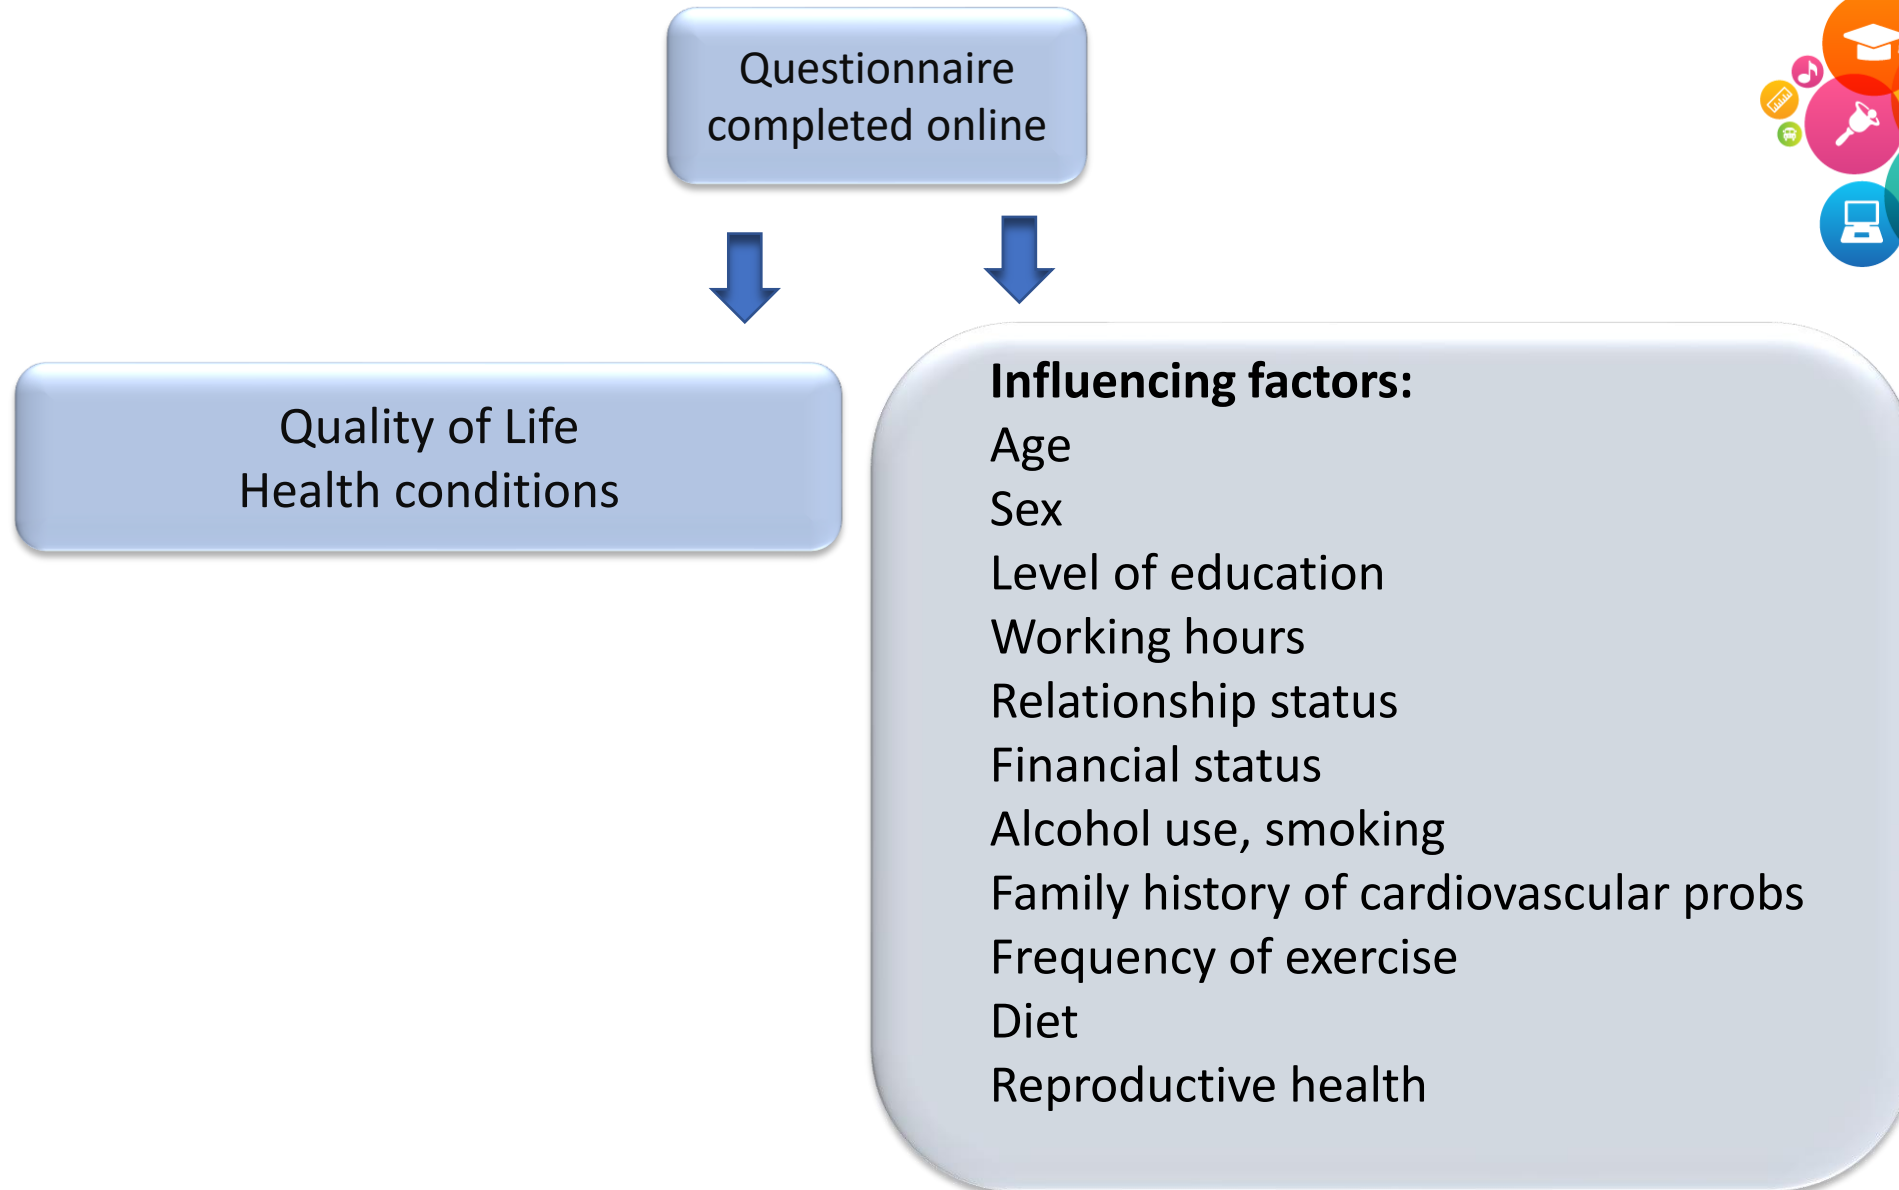 Questionnaire
completed online
Quality of Life
Health conditions
Influencing factors:
Age
Sex
Level of education
Working hours
Relationship status
Financial status
Alcohol use, smoking
Family history of cardiovascular probs
Frequency of exercise
Diet
Reproductive health